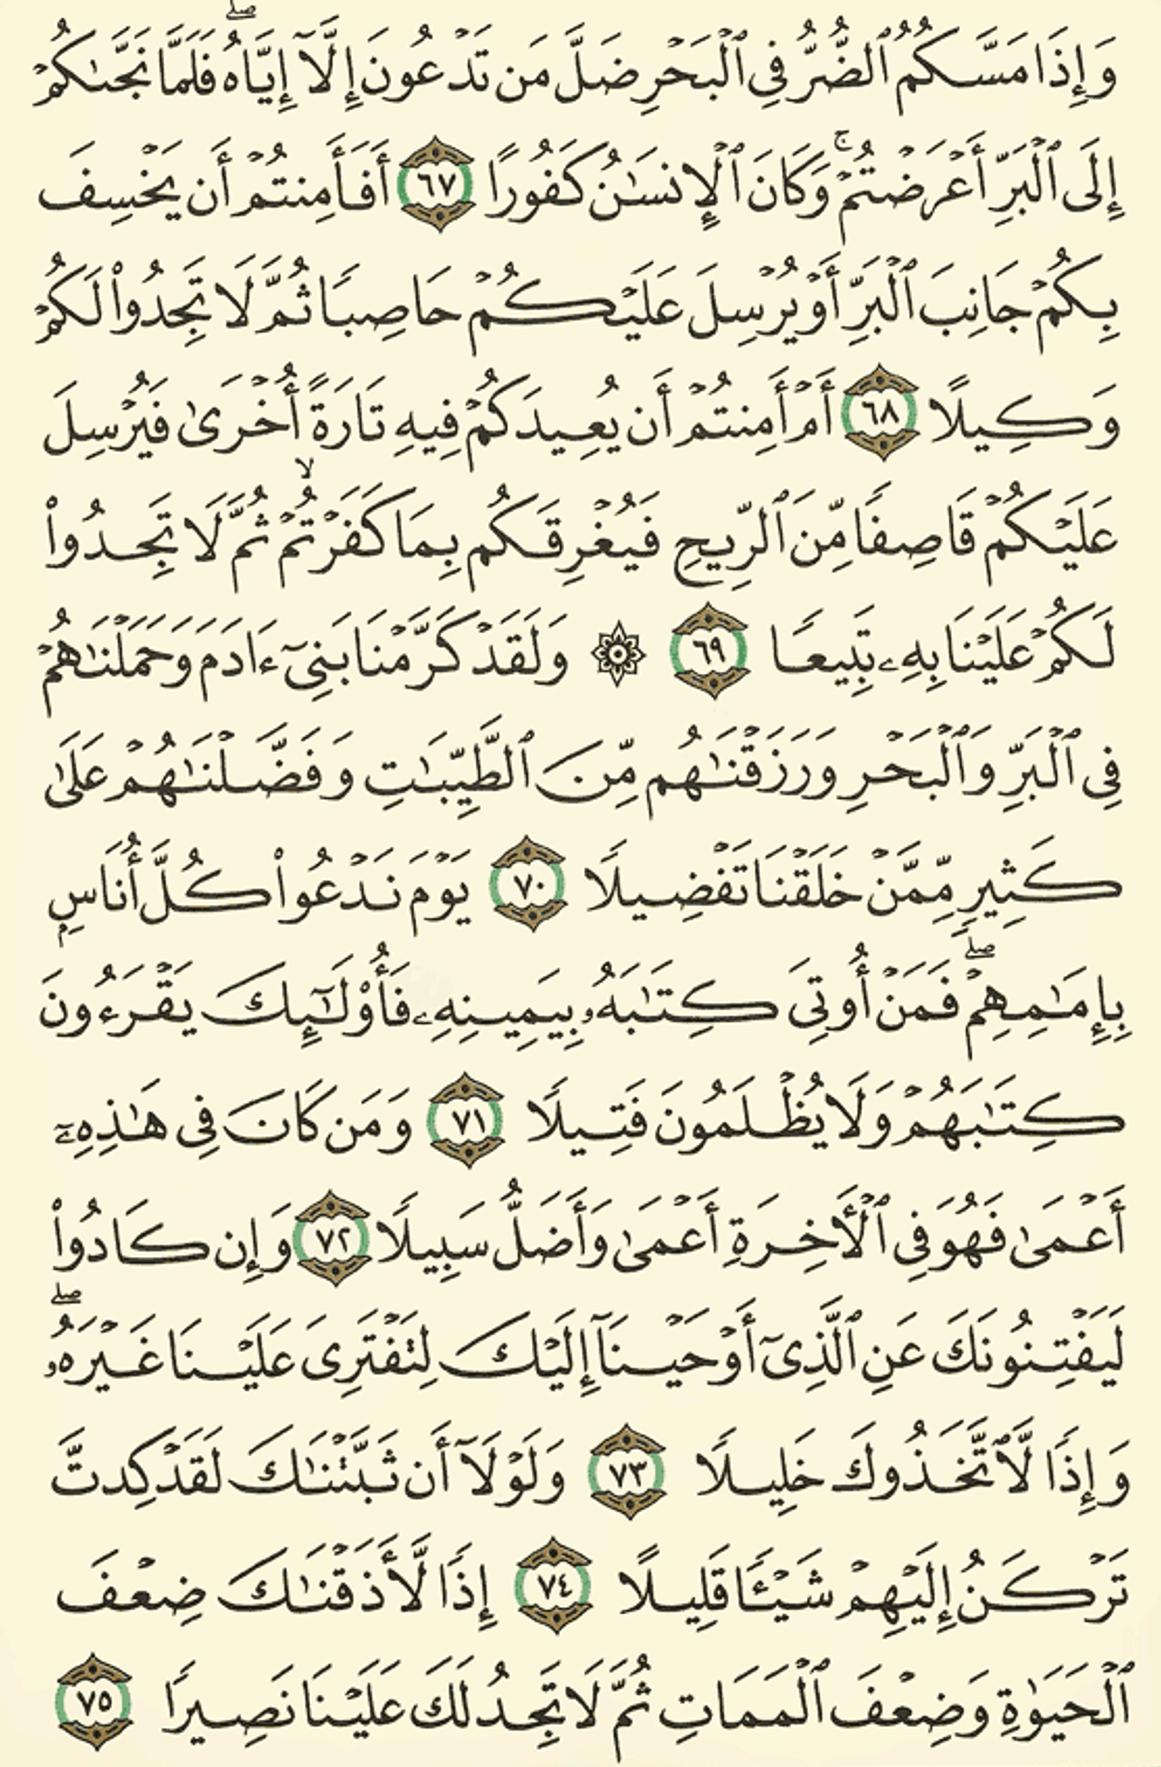 وَإِذَا مَسَّكُمُ ٱلضُّرُّ فِي ٱلْبَحْرِ ضَلَّ مَن تَدْعُونَ إِلَّآ إِيَّاهُ ۖ فَلَمَّا نَجَّىٰكُمْ
إِلَى ٱلْبَرِّ أَعْرَضْتُمْ ۚ وَكَانَ ٱلْإِنسَٰنُ كَفُورًا ٦٧ أَفَأَمِنتُمْ أَن يَخْسِفَ
بِكُمْ جَانِبَ ٱلْبَرِّ أَوْ يُرْسِلَ عَلَيْكُمْ حَاصِبًا ثُمَّ لَا تَجِدُوا۟ لَكُمْ
وَكِيلًا ٦٨ أَمْ أَمِنتُمْ أَن يُعِيدَكُمْ فِيهِ تَارَةً أُخْرَىٰ فَيُرْسِلَ
عَلَيْكُمْ قَاصِفًا مِّنَ ٱلرِّيحِ فَيُغْرِقَكُم بِمَا كَفَرْتُمْ ۙ ثُمَّ لَا تَجِدُوا۟
لَكُمْ عَلَيْنَا بِهِۦ تَبِيعًا ٦٩ ۞ وَلَقَدْ كَرَّمْنَا بَنِىٓ ءَادَمَ وَحَمَلْنَٰهُمْ
فِي ٱلْبَرِّ وَٱلْبَحْرِ وَرَزَقْنَٰهُم مِّنَ ٱلطَّيِّبَٰتِ وَفَضَّلْنَٰهُمْ عَلَىٰ
كَثِيرٍ مِّمَّنْ خَلَقْنَا تَفْضِيلًا ٧٠ يَوْمَ نَدْعُوا۟ كُلَّ أُنَاسٍۭ
بِإِمَٰمِهِمْ ۖ فَمَنْ أُوتِيَ كِتَٰبَهُۥ بِيَمِينِهِۦ فَأُو۟لَٰٓئِكَ يَقْرَءُونَ
كِتَٰبَهُمْ وَلَا يُظْلَمُونَ فَتِيلًا ٧١ وَمَن كَانَ فِي هَٰذِهِۦٓ
أَعْمَىٰ فَهُوَ فِي ٱلْأَخِرَةِ أَعْمَىٰ وَأَضَلُّ سَبِيلًا ٧٢ وَإِن كَادُوا۟
لَيَفْتِنُونَكَ عَنِ ٱلَّذِىٓ أَوْحَيْنَآ إِلَيْكَ لِتَفْتَرِىَ عَلَيْنَا غَيْرَهُۥ ۖ
وَإِذًا لَّٱتَّخَذُوكَ خَلِيلًا ٧٣ وَلَوْلَآ أَن ثَبَّتْنَٰكَ لَقَدْ كِدتَّ
تَرْكَنُ إِلَيْهِمْ شَيْـًٔا قَلِيلًا ٧٤ إِذًا لَّأَذَقْنَٰكَ ضِعْفَ
ٱلْحَيَوٰةِ وَضِعْفَ ٱلْمَمَاتِ ثُمَّ لَا تَجِدُ لَكَ عَلَيْنَا نَصِيرًا ٧٥